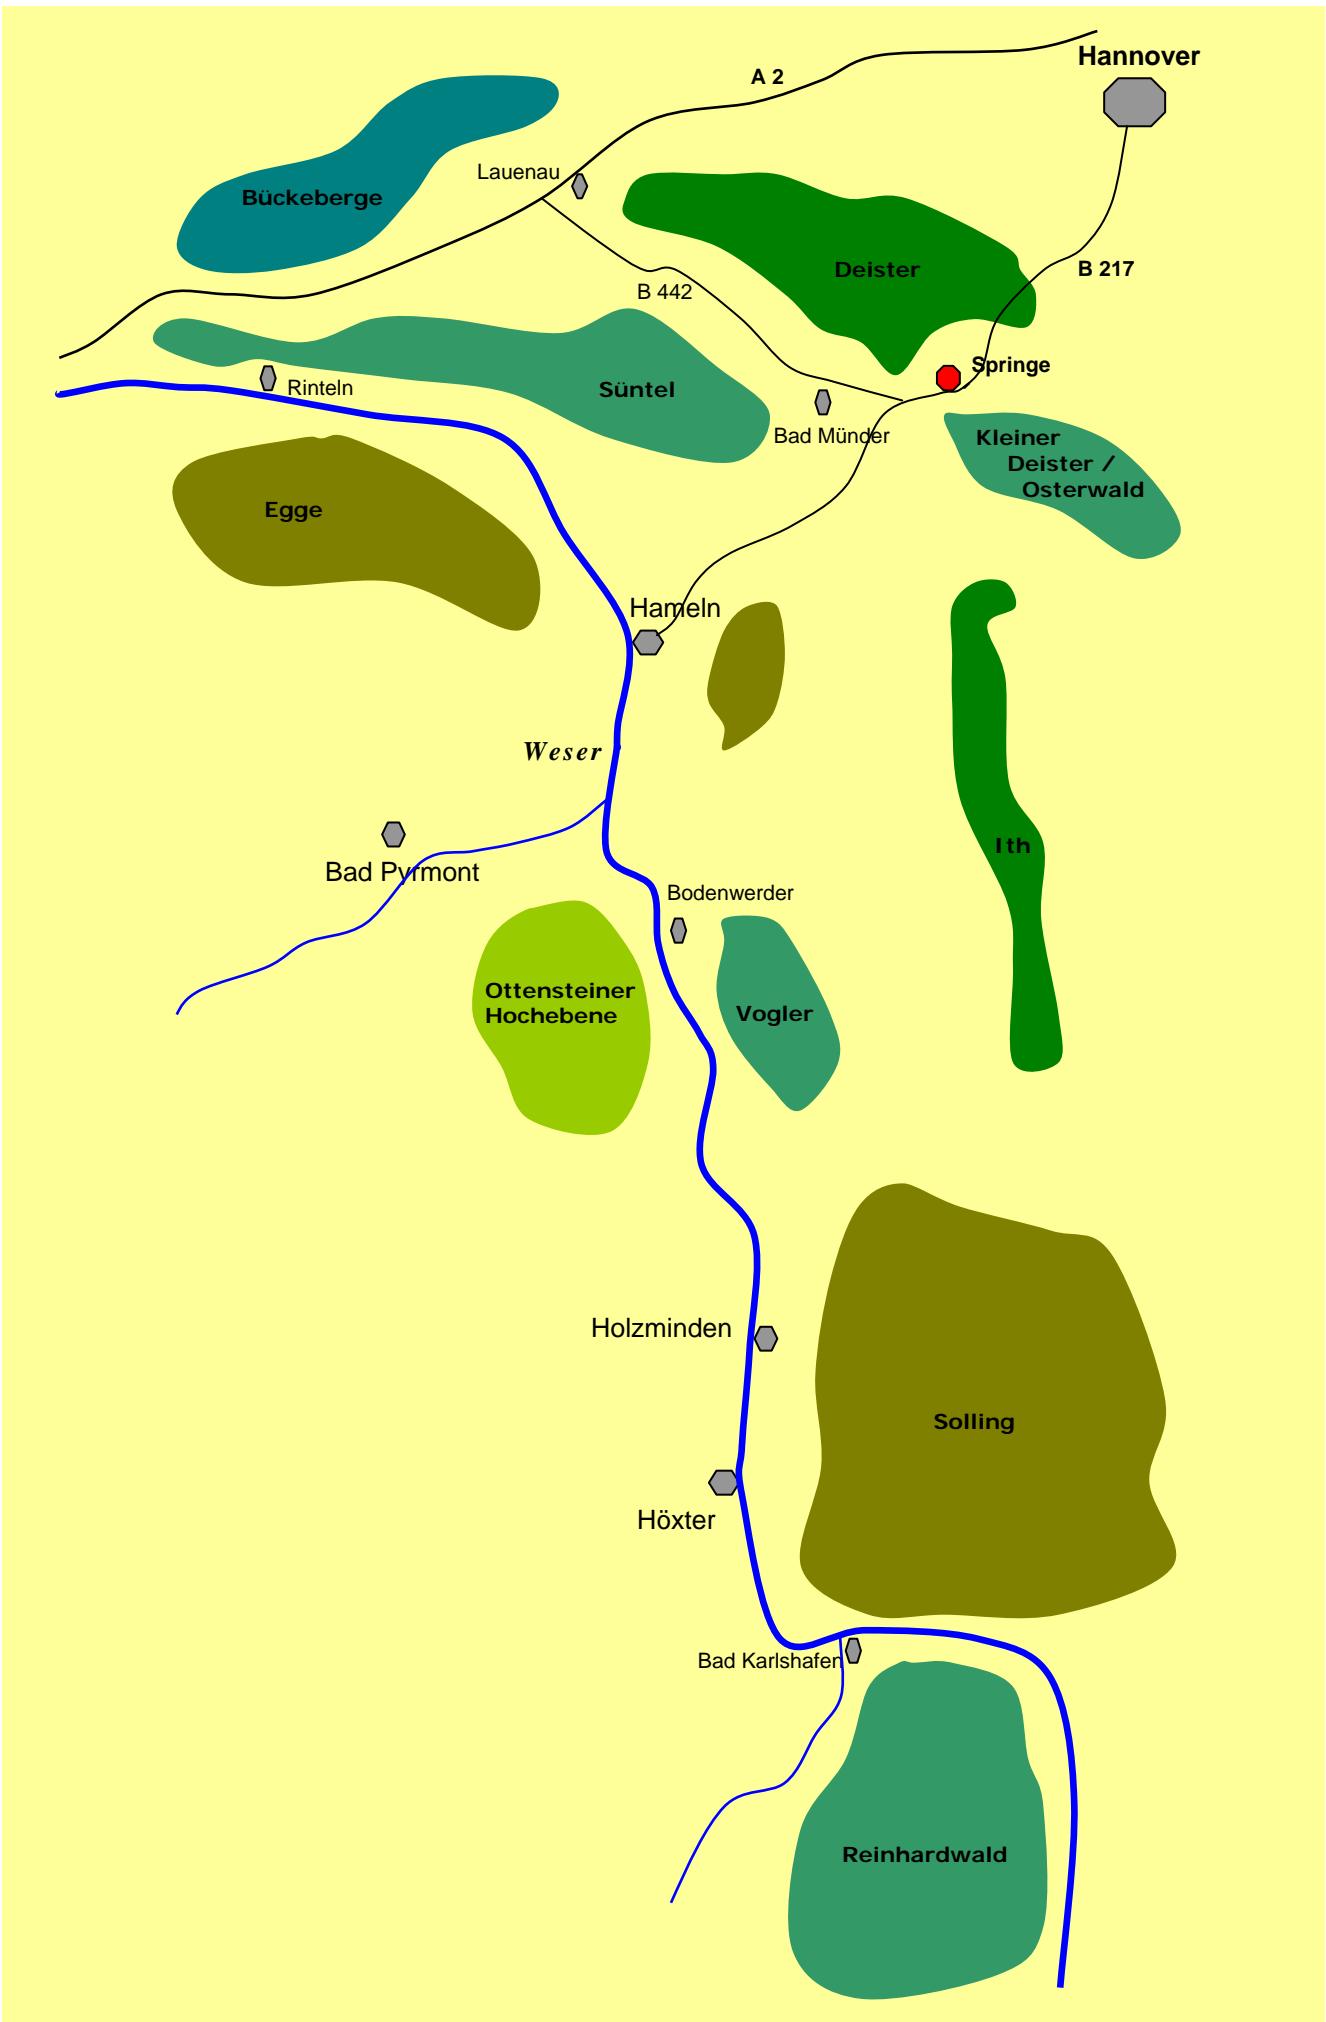 Hannover
A 2
Lauenau
Bückeberge
Deister
B 217
B 442
Springe
Rinteln
Süntel
Bad Münder
Kleiner
Deister /
Osterwald
Egge
Hameln
Weser
Ith
Bad Pyrmont
Bodenwerder
Ottensteiner
Hochebene
Vogler
Holzminden
Solling
Höxter
Bad Karlshafen
Reinhardwald